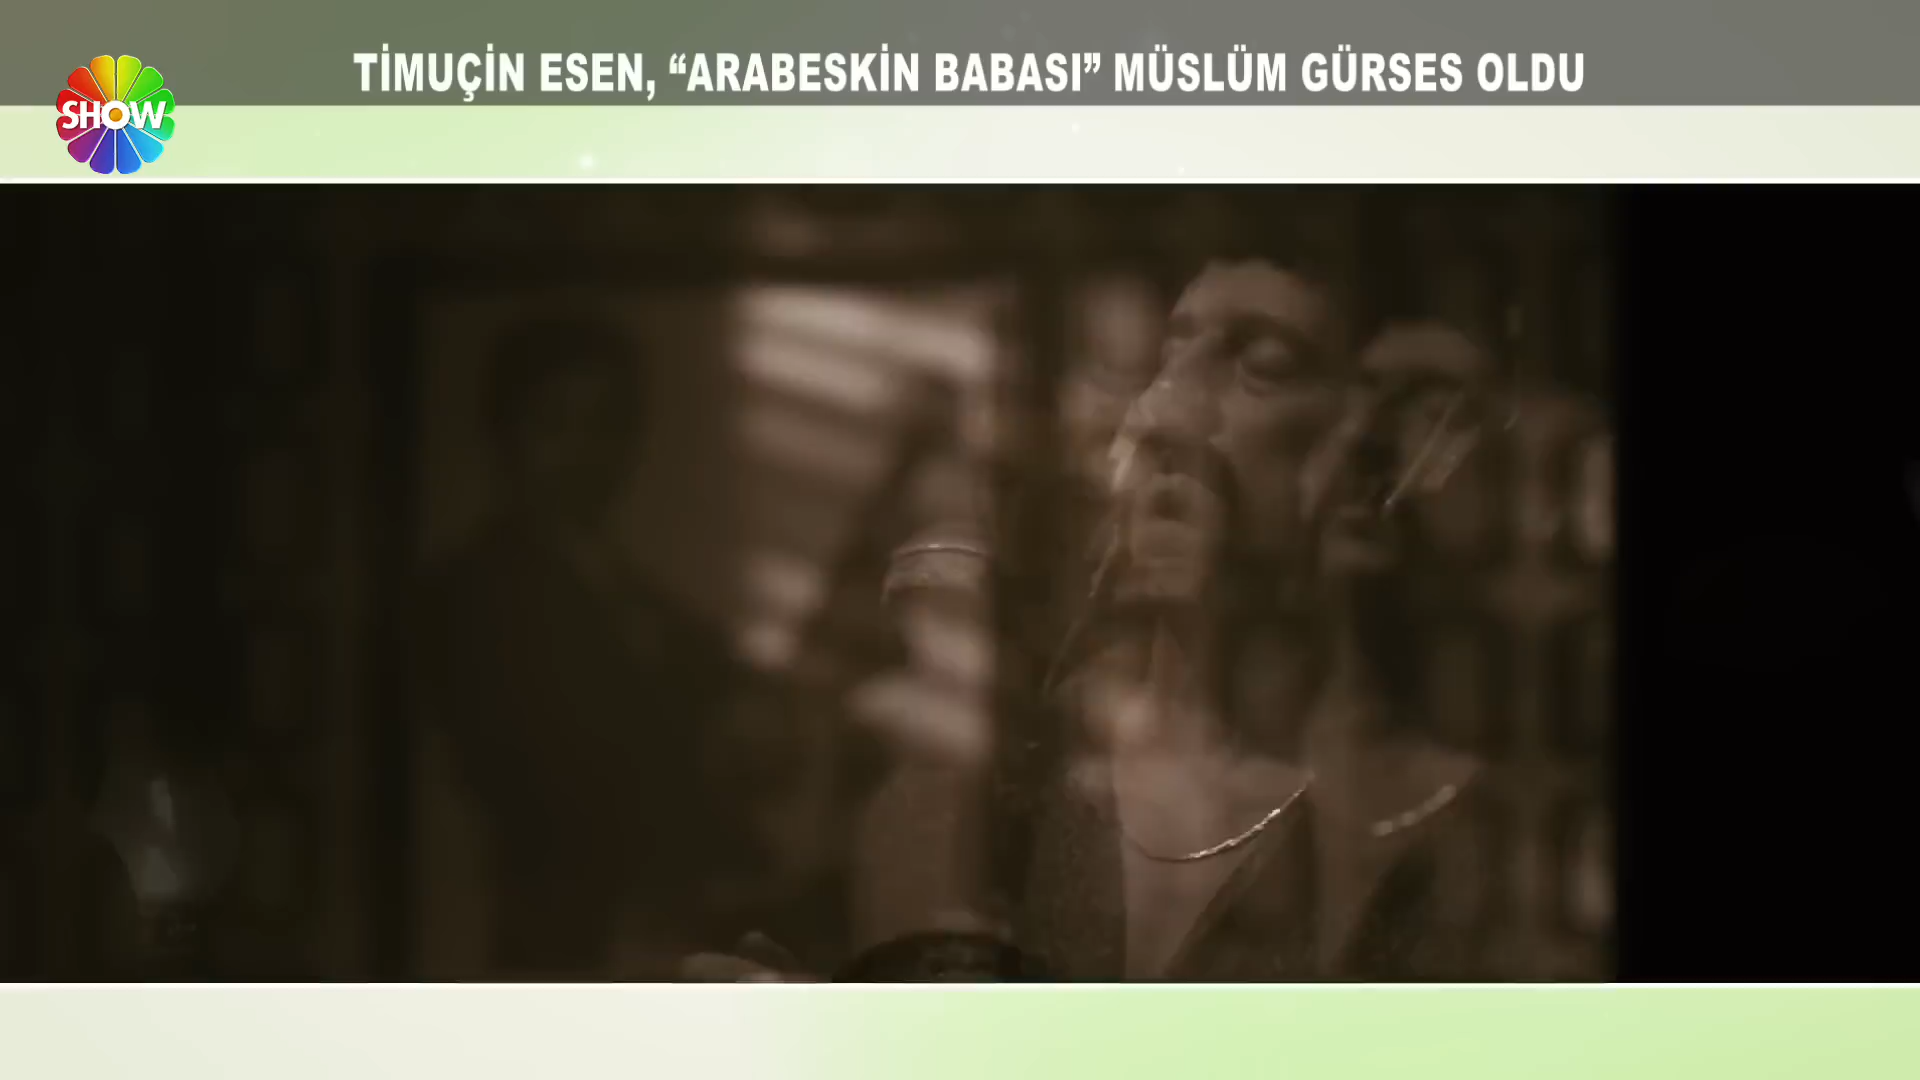 TİMUÇİN ESEN, “ARABESKİN BABASI” MÜSLÜM GÜRSES OLDU
SHOW